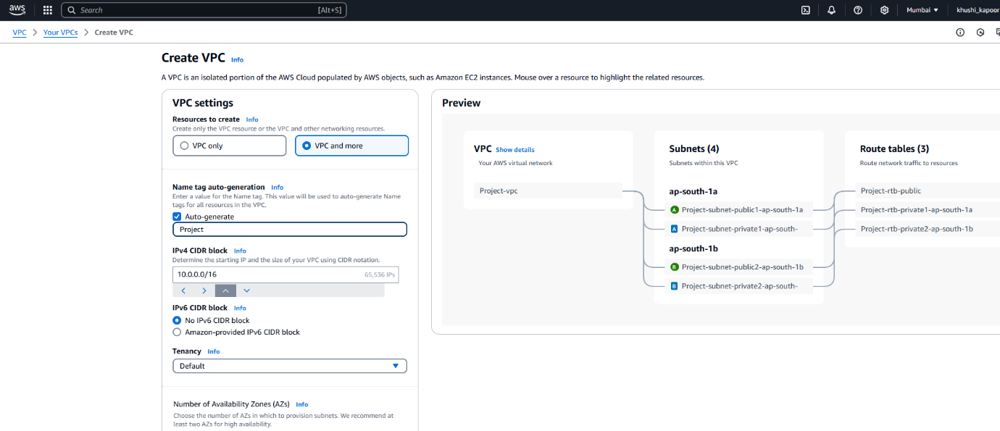 aws
Search [Alt+S]
Mumbai
khushi_kapoor
VPC
Your VPCs
Create VPC
Create VPC Info
A VPC is an isolated portion of the AWS Cloud populated by AWS objects, such as Amazon EC2 instances. Mouse over a resource to highlight the related resources.
VPC settings
Resources to create Info
Create only the VPC resource or the VPC and other networking resources.
VPC only
VPC and more
Name tag auto-generation Info
Enter a value for the Name tag. This value will be used to auto-generate Name
tags for all resources in the VPC.
Auto-generate
Project
IPv4 CIDR block Info
Determine the starting IP and the size of your VPC using CIDR notation.
10.0.0.0/16 65,536 IPs
IPv6 CIDR block Info
No IPv6 CIDR block
Amazon-provided IPv6 CIDR block
Tenancy Info
Default
Number of Availability Zones (AZs) Info
Choose the number of AZs in which to provision subnets. We recommend at
least two AZs for high availability.
Preview
VPC Show details
Your AWS virtual network
Project-vpc
Subnets (4)
Subnets within this VPC
ap-south-1a
A Project-subnet-public1-ap-south-1a
A Project-subnet-private1-ap-south-
ap-south-1b
B Project-subnet-public2-ap-south-1b
B Project-subnet-private2-ap-south-
Route tables (3)
Route network traffic to resources
Project-rtb-public
Project-rtb-private1-ap-south-1a
Project-rtb-private2-ap-south-1b